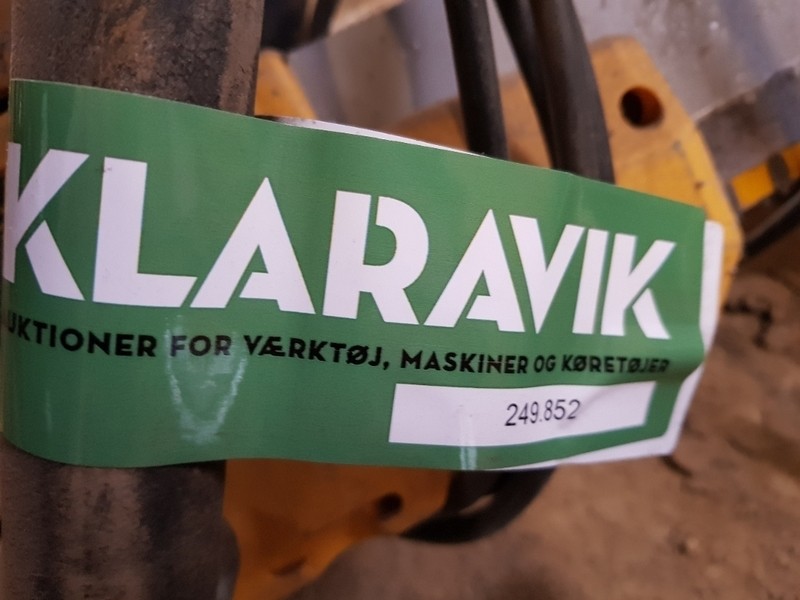 KLARAVIK
UKTIONER FOR VÆRKTØJ, MASKINER OG KØRETØJER
249.852